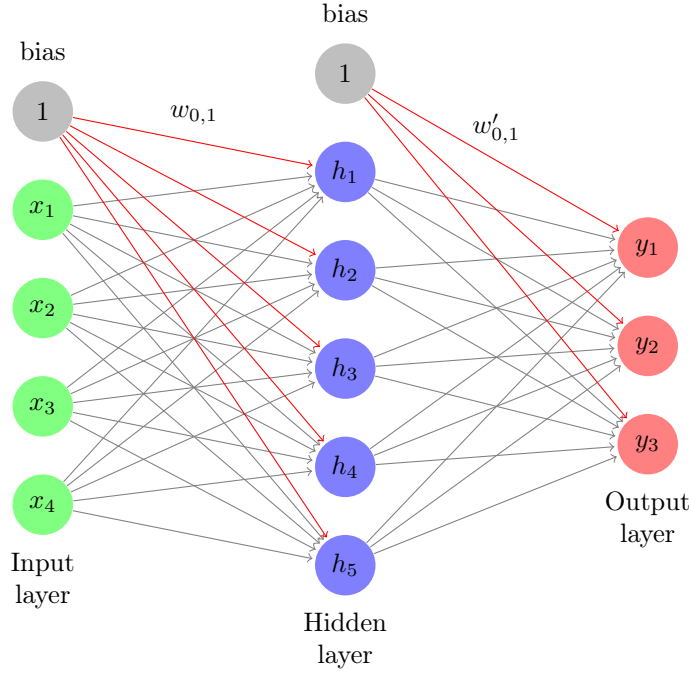 bias
1
bias
1
w₀,₁
w′₀,₁
x₁
x₂
x₃
x₄
h₁
h₂
h₃
h₄
h₅
y₁
y₂
y₃
Input
layer
Hidden
layer
Output
layer